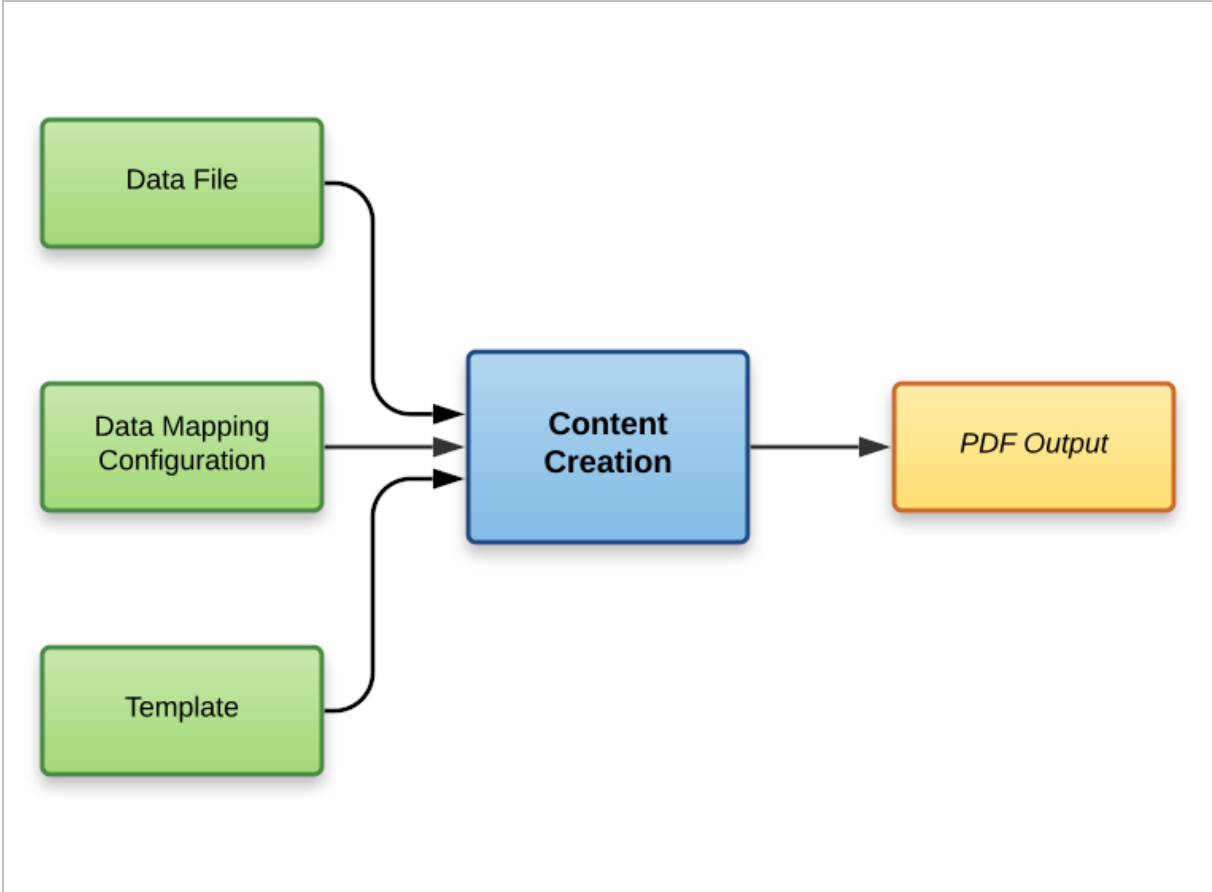 Data File
Data Mapping
Configuration
Content
Creation
PDF Output
Template